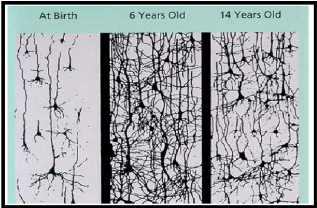 At Birth
6 Years Old
14 Years Old